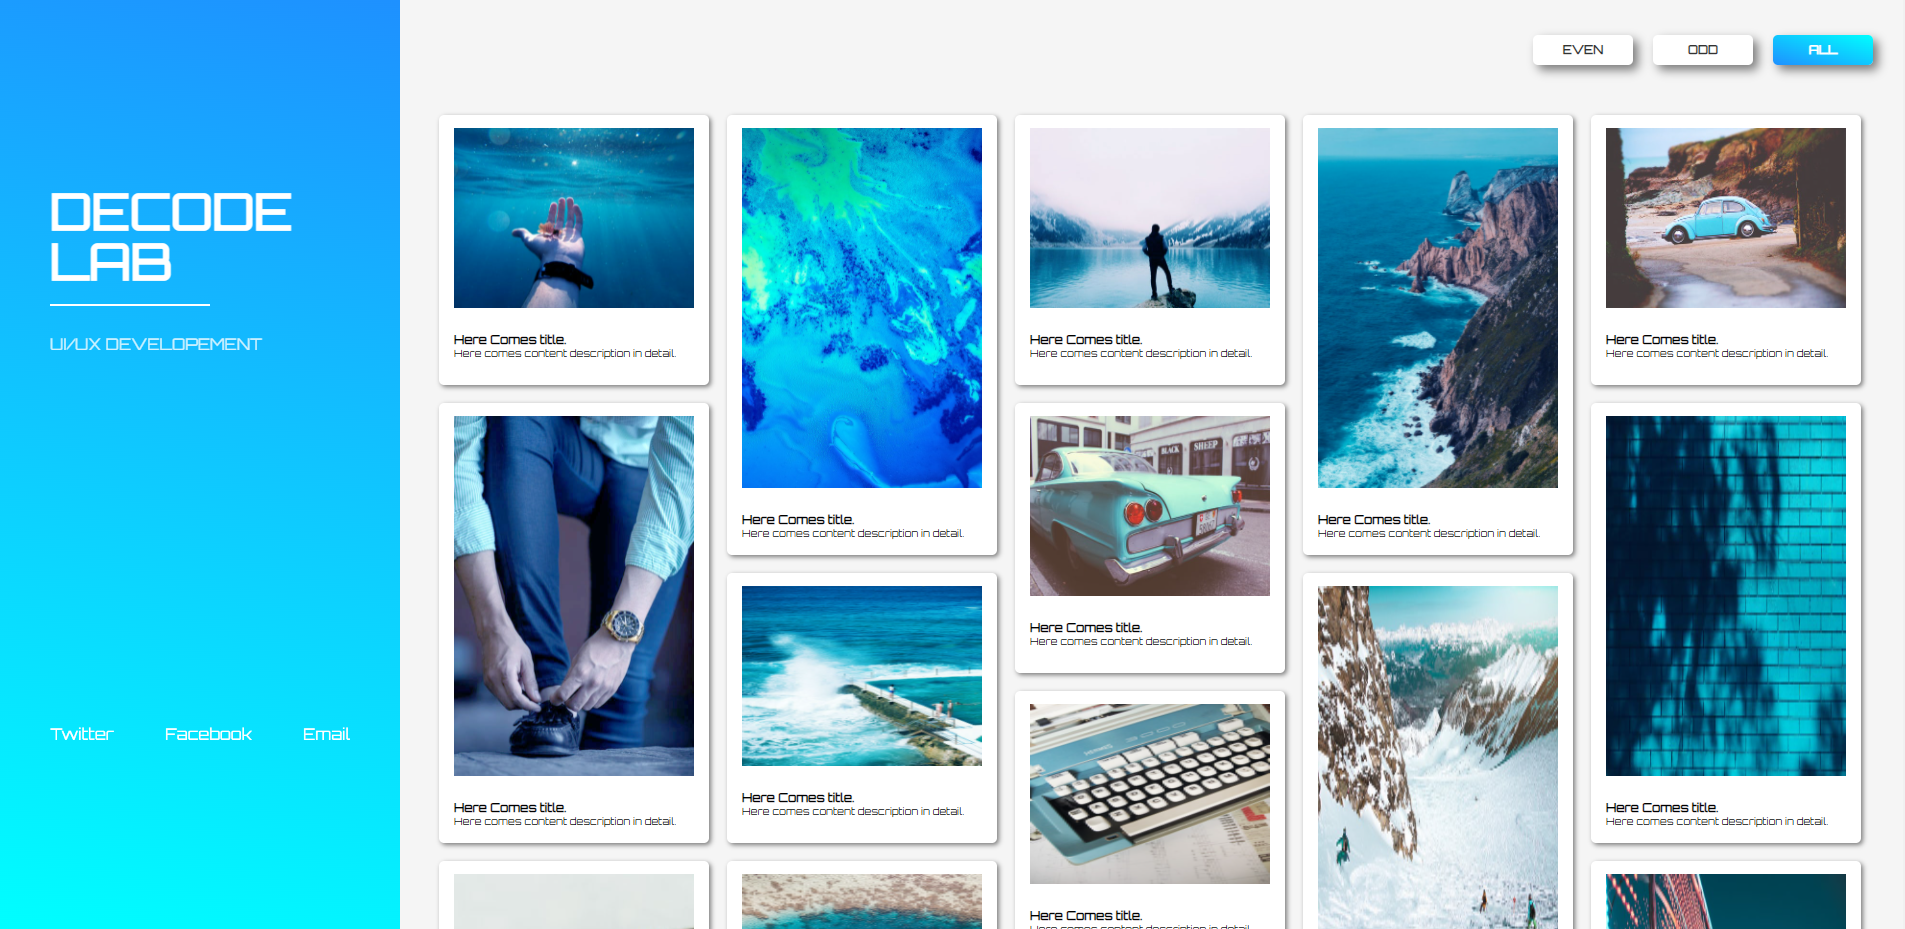 EVEN
ODD
ALL
DECODE
LAB
UI/UX DEVELOPEMENT
Twitter
Facebook
Email
Here Comes title.
Here comes content description in detail.
Here Comes title.
Here comes content description in detail.
Here Comes title.
Here comes content description in detail.
Here Comes title.
Here comes content description in detail.
BLACK SHEEP
Here Comes title.
Here comes content description in detail.
Here Comes title.
Here comes content description in detail.
Here Comes title.
Here comes content description in detail.
Here Comes title.
Here comes content description in detail.
Here Comes title.
Here comes content description in detail.
Here Comes title.
Here comes content description in detail.